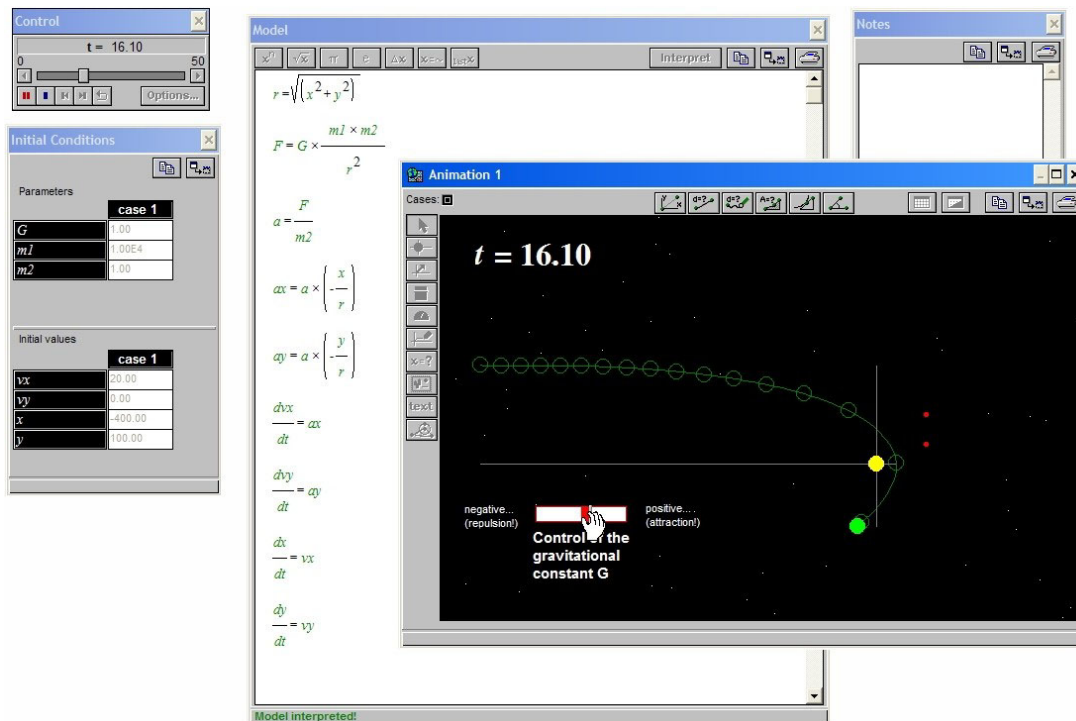 Control
t = 16.10
0 50
Options...
Initial Conditions
Parameters
case 1
G 1.00
m1 1.00E4
m2 1.00
Initial values
case 1
vx 20.00
vy 0.00
x -400.00
y 100.00
Model
xⁿ √x π e Δx Interpret
r = √(x² + y²)
F = G × m1 × m2 / r²
a = F / m2
ax = a × (- x / r)
ay = a × (- y / r)
dvx / dt = ax
dvy / dt = ay
dx / dt = vx
dy / dt = vy
Model interpreted!
Notes
Animation 1
Cases:
d=? d=? A=?
x=?
text
t = 16.10
negative...
(repulsion!)
positive...
(attraction!)
Control of the
gravitational
constant G